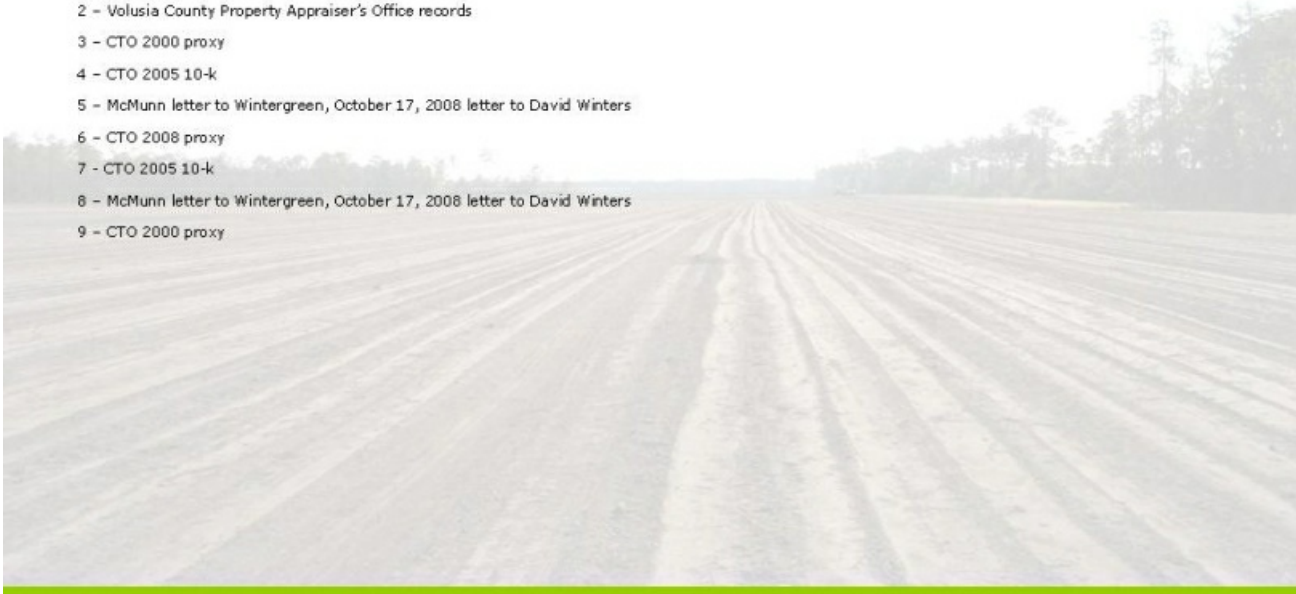 2 – Volusia County Property Appraiser's Office records
3 – CTO 2000 proxy
4 – CTO 2005 10-k
5 – McMunn letter to Wintergreen, October 17, 2008 letter to David Winters
6 – CTO 2008 proxy
7 - CTO 2005 10-k
8 – McMunn letter to Wintergreen, October 17, 2008 letter to David Winters
9 – CTO 2000 proxy